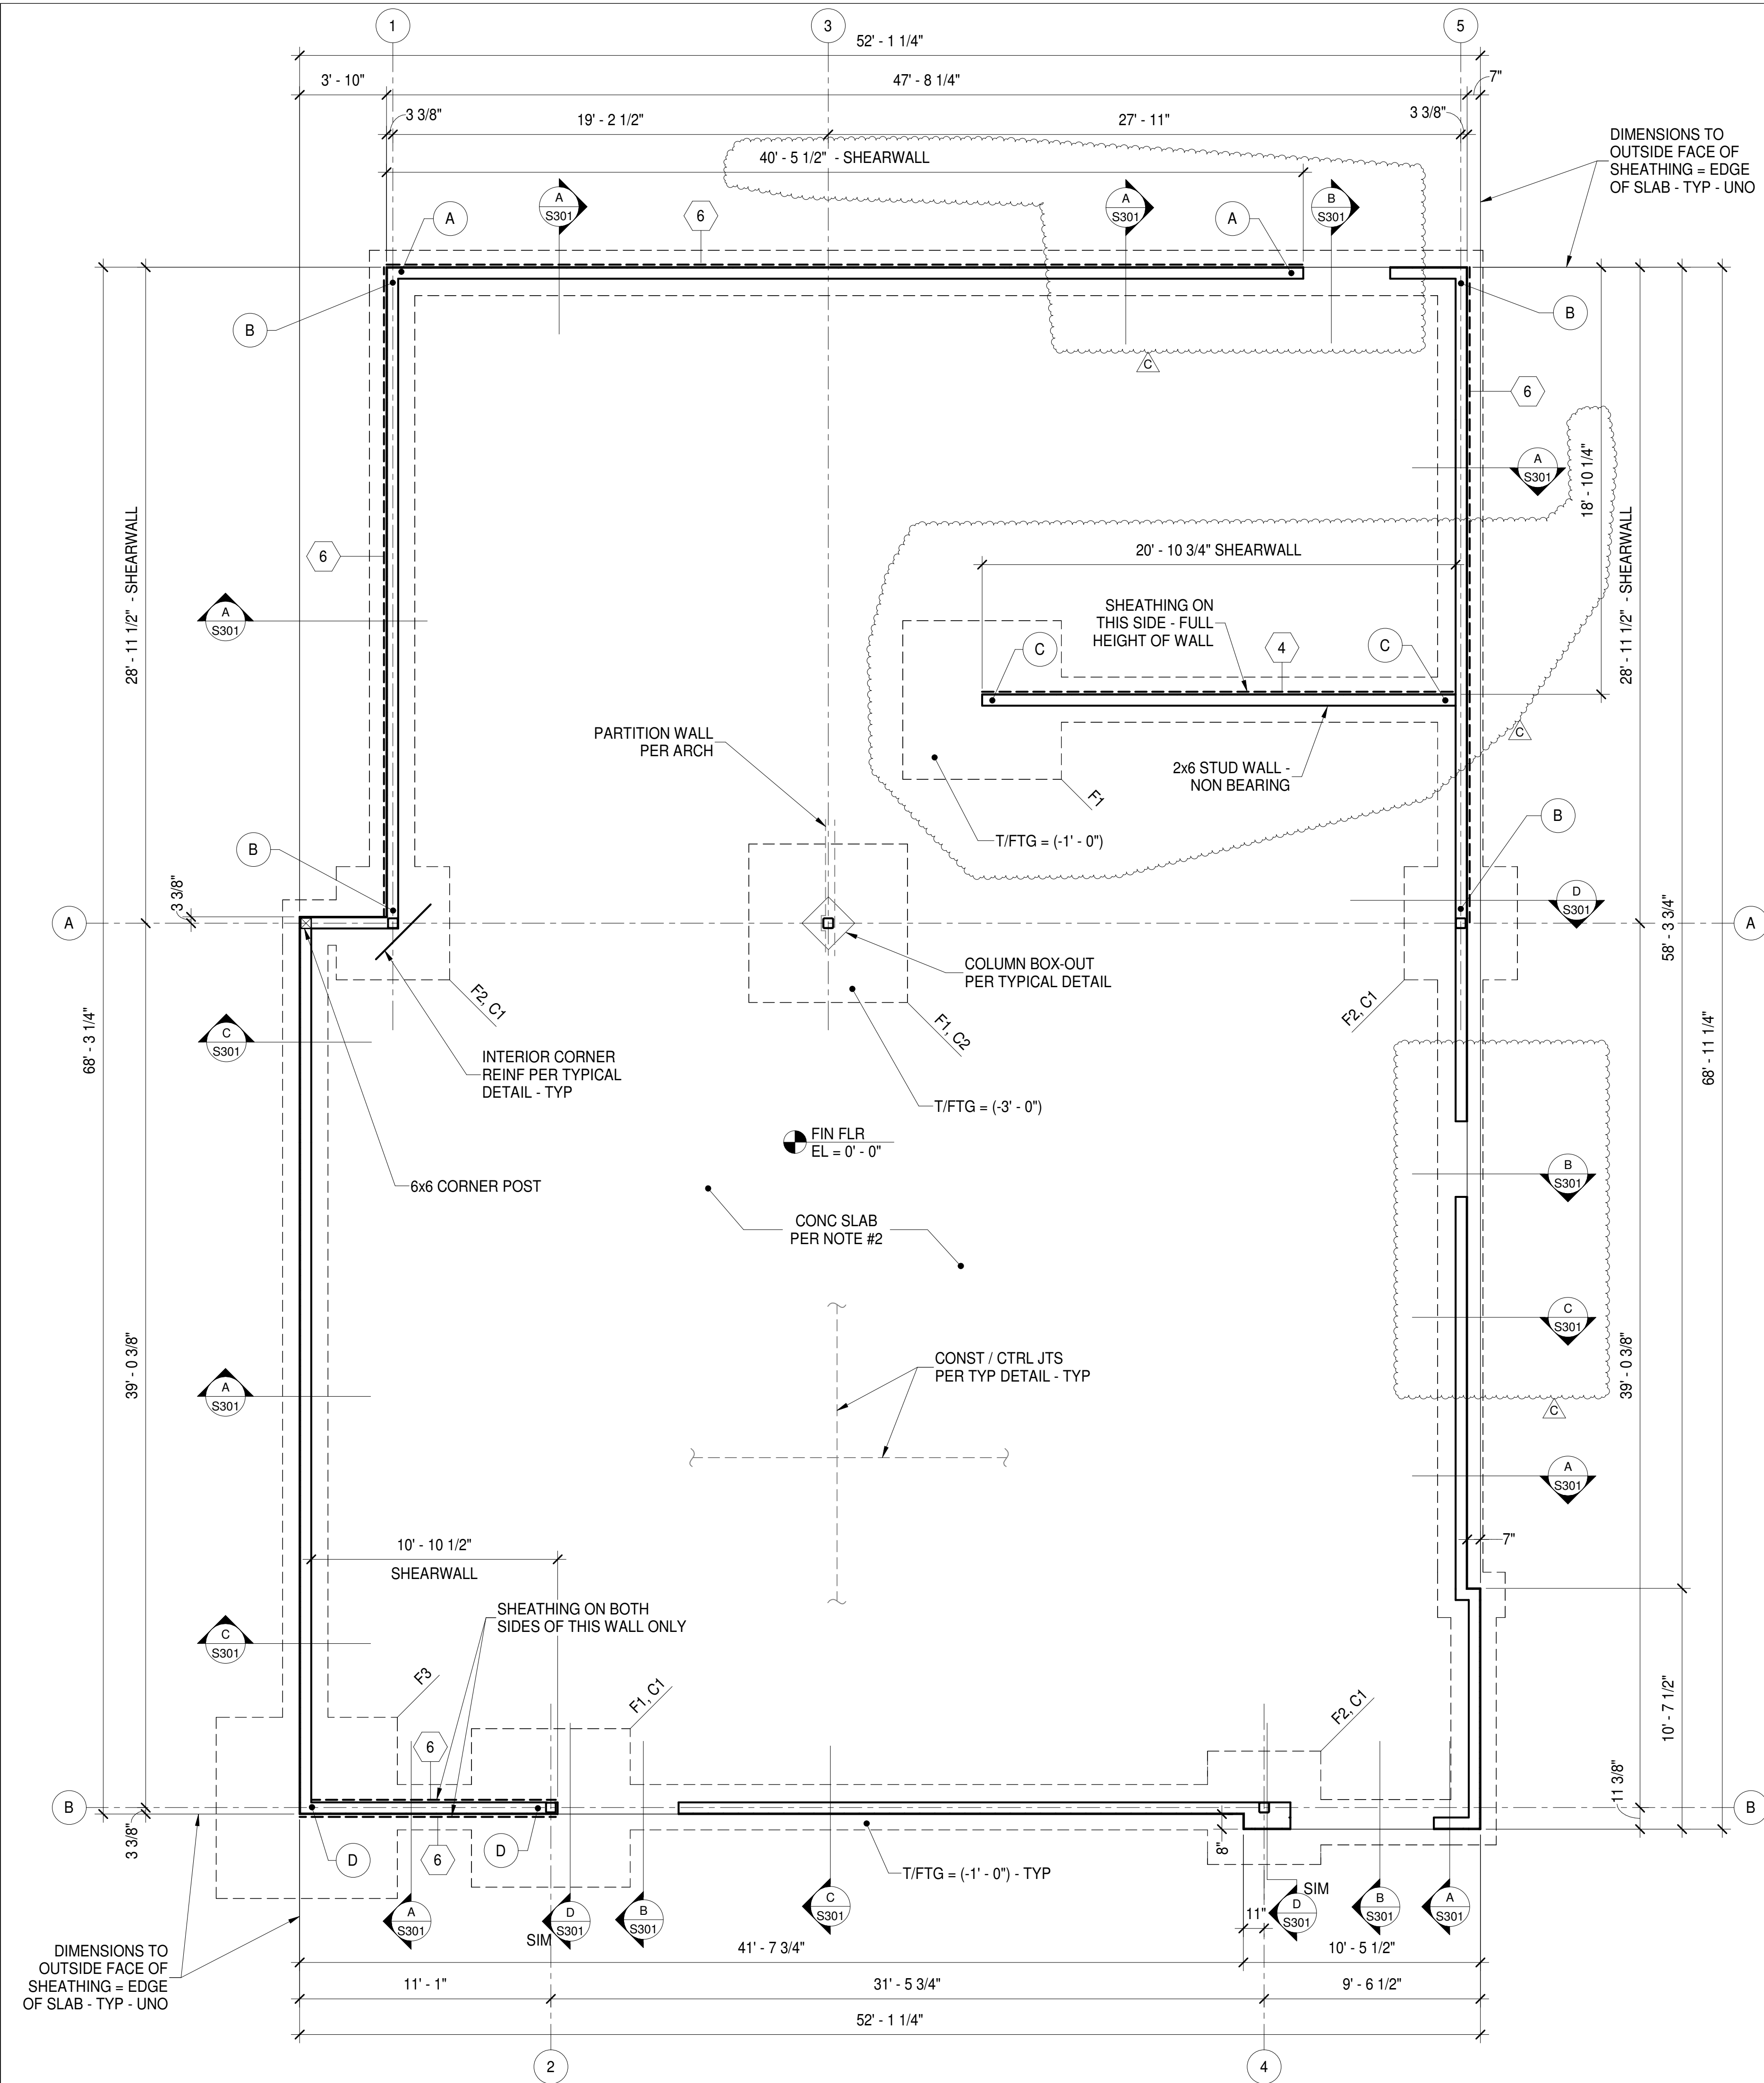 1
3
5
52' - 1 1/4"
3' - 10"
47' - 8 1/4"
7"
3 3/8"
19' - 2 1/2"
27' - 11"
3 3/8"
40' - 5 1/2" - SHEARWALL
DIMENSIONS TO
OUTSIDE FACE OF
SHEATHING = EDGE
OF SLAB - TYP - UNO
A
S301
6
A
S301
B
S301
A
A
B
B
C
6
A
S301
18' - 10 1/4"
28' - 11 1/2" - SHEARWALL
28' - 11 1/2" - SHEARWALL
6
20' - 10 3/4" SHEARWALL
A
S301
SHEATHING ON
THIS SIDE - FULL
HEIGHT OF WALL
4
C
C
PARTITION WALL
PER ARCH
2x6 STUD WALL -
NON BEARING
C
F1
T/FTG = (-1' - 0")
B
B
3 3/8"
D
S301
A
A
58' - 3 3/4"
COLUMN BOX-OUT
PER TYPICAL DETAIL
F2, C1
F1, C2
F2, C1
68' - 3 1/4"
68' - 11 1/4"
C
S301
INTERIOR CORNER
REINF PER TYPICAL
DETAIL - TYP
T/FTG = (-3' - 0")
FIN FLR
EL = 0' - 0"
6x6 CORNER POST
B
S301
CONC SLAB
PER NOTE #2
C
S301
39' - 0 3/8"
39' - 0 3/8"
CONST / CTRL JTS
PER TYP DETAIL - TYP
A
S301
C
A
S301
10' - 10 1/2"
SHEARWALL
7"
SHEATHING ON BOTH
SIDES OF THIS WALL ONLY
C
S301
F3
F1, C1
F2, C1
10' - 7 1/2"
6
11 3/8"
B
B
3 3/8"
8"
D
6
D
T/FTG = (-1' - 0") - TYP
A
S301
D
S301
SIM
B
S301
C
S301
11"
D
S301
SIM
B
S301
A
S301
DIMENSIONS TO
OUTSIDE FACE OF
SHEATHING = EDGE
OF SLAB - TYP - UNO
41' - 7 3/4"
10' - 5 1/2"
11' - 1"
31' - 5 3/4"
9' - 6 1/2"
52' - 1 1/4"
2
4